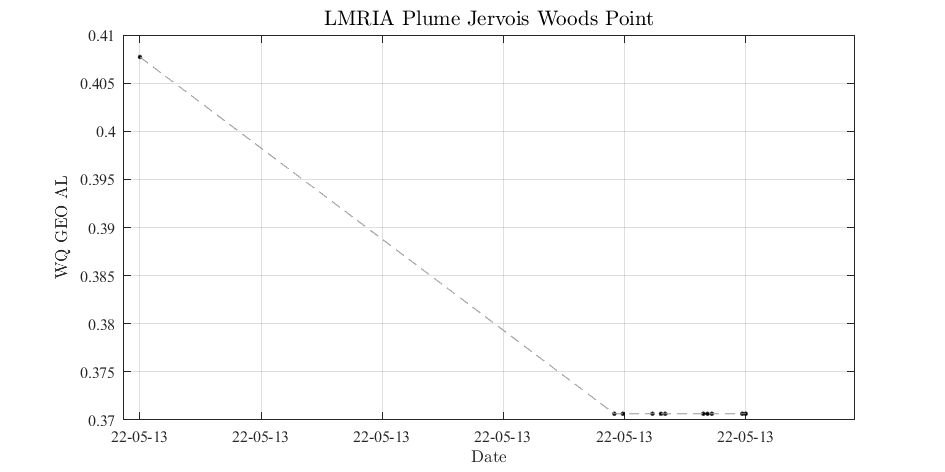 LMRIA Plume Jervois Woods Point
0.41
0.405
0.4
0.395
0.39
0.385
0.38
0.375
0.37
WQ GEO AL
22-05-13 22-05-13 22-05-13 22-05-13 22-05-13 22-05-13
Date